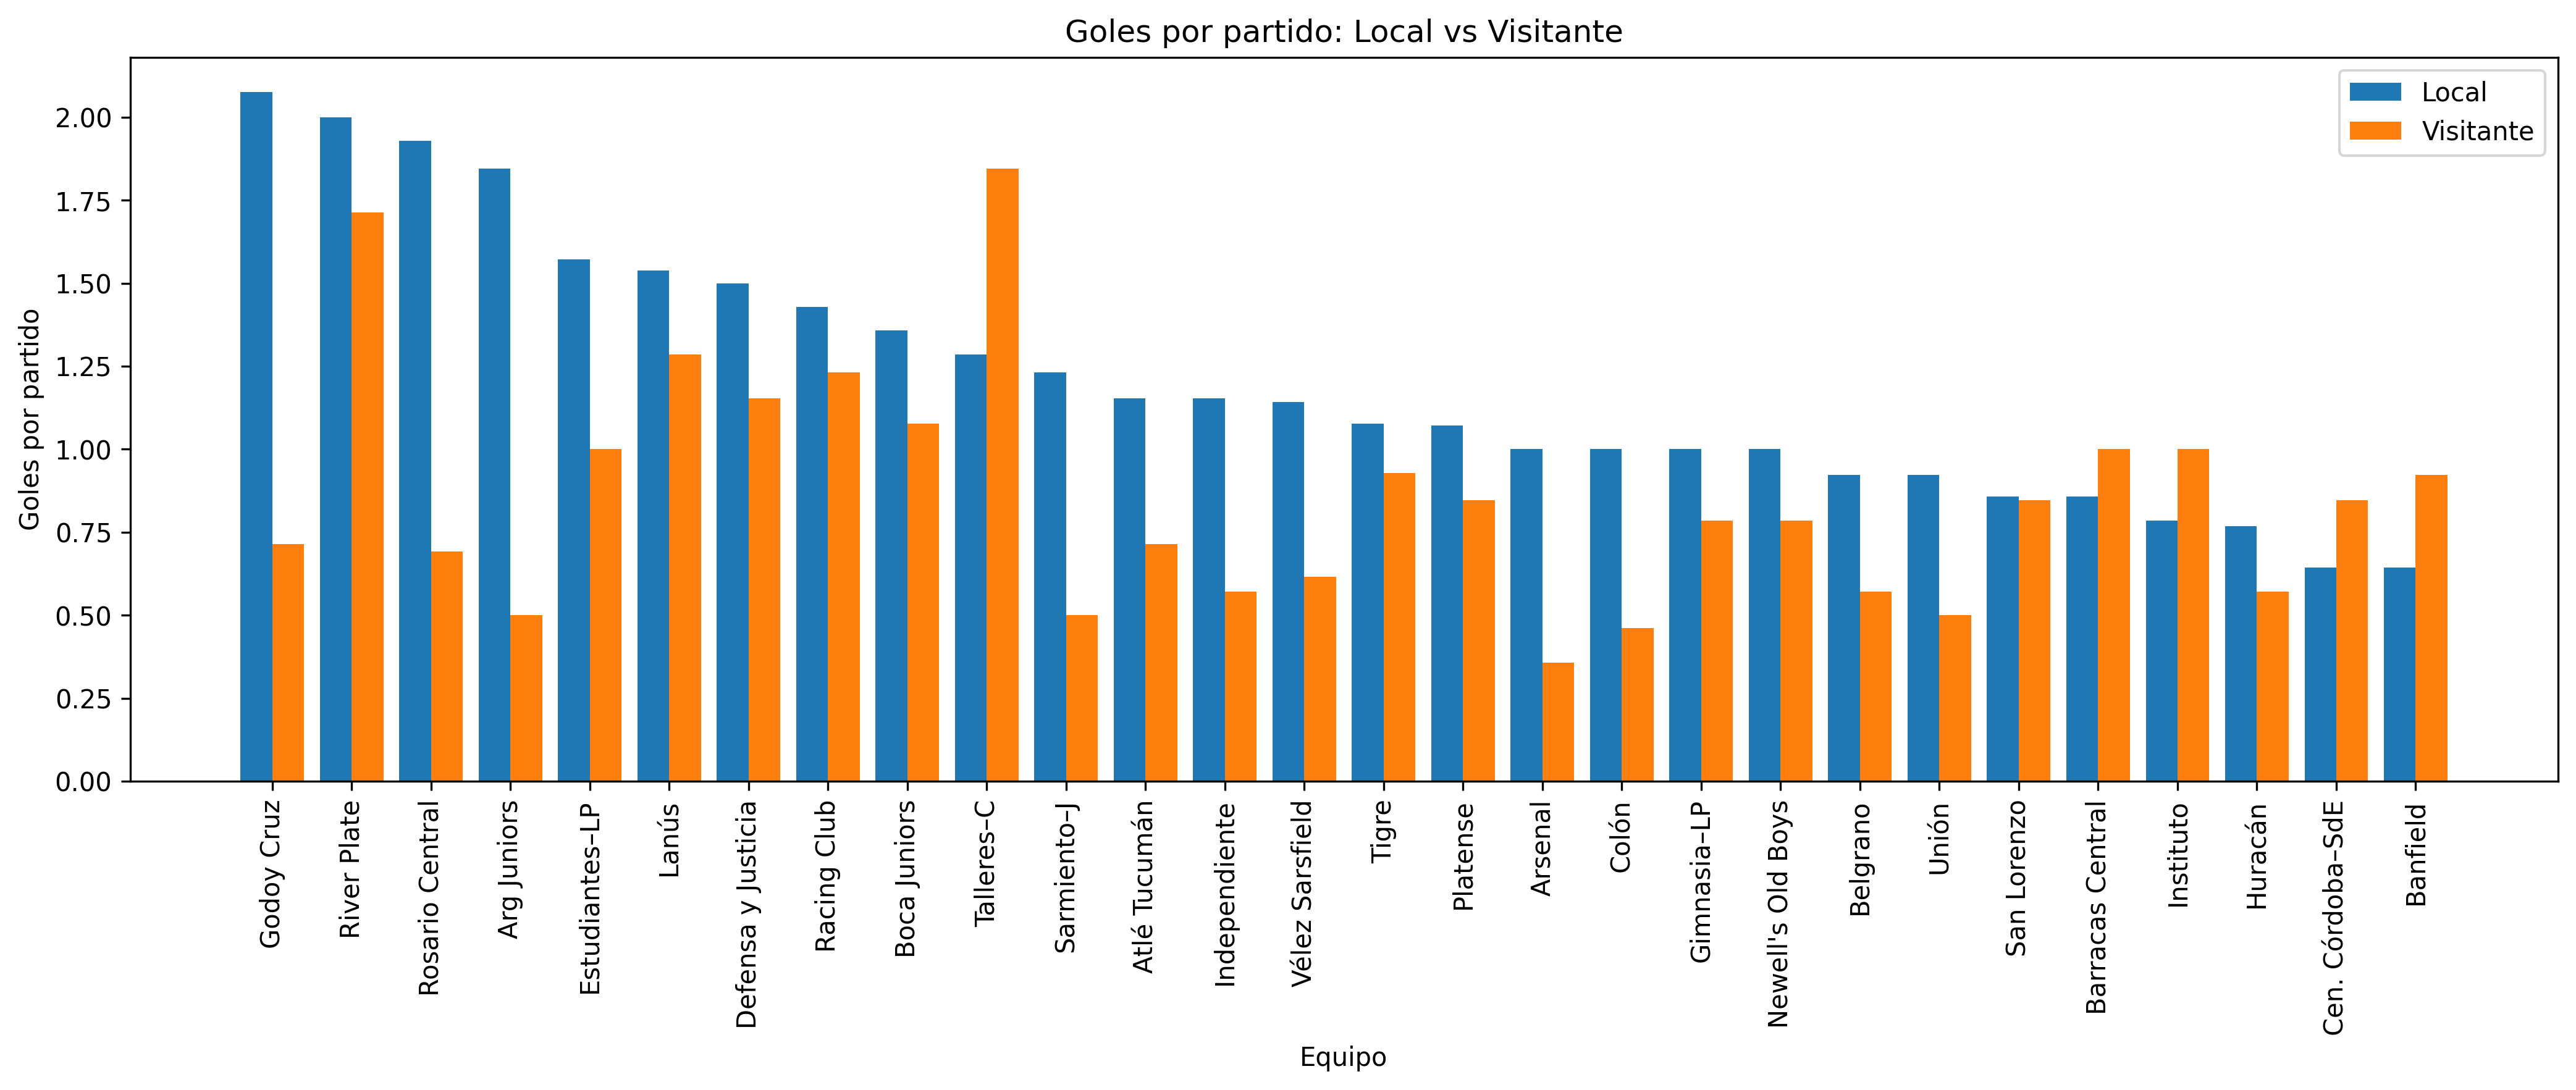 Goles por partido: Local vs Visitante
Local
Visitante
Goles por partido
2.00
1.75
1.50
1.25
1.00
0.75
0.50
0.25
0.00
Godoy Cruz
River Plate
Rosario Central
Arg Juniors
Estudiantes–LP
Lanús
Defensa y Justicia
Racing Club
Boca Juniors
Talleres–C
Sarmiento–J
Atlé Tucumán
Independiente
Vélez Sarsfield
Tigre
Platense
Arsenal
Colón
Gimnasia–LP
Newell's Old Boys
Belgrano
Unión
San Lorenzo
Barracas Central
Instituto
Huracán
Cen. Córdoba–SdE
Banfield
Equipo